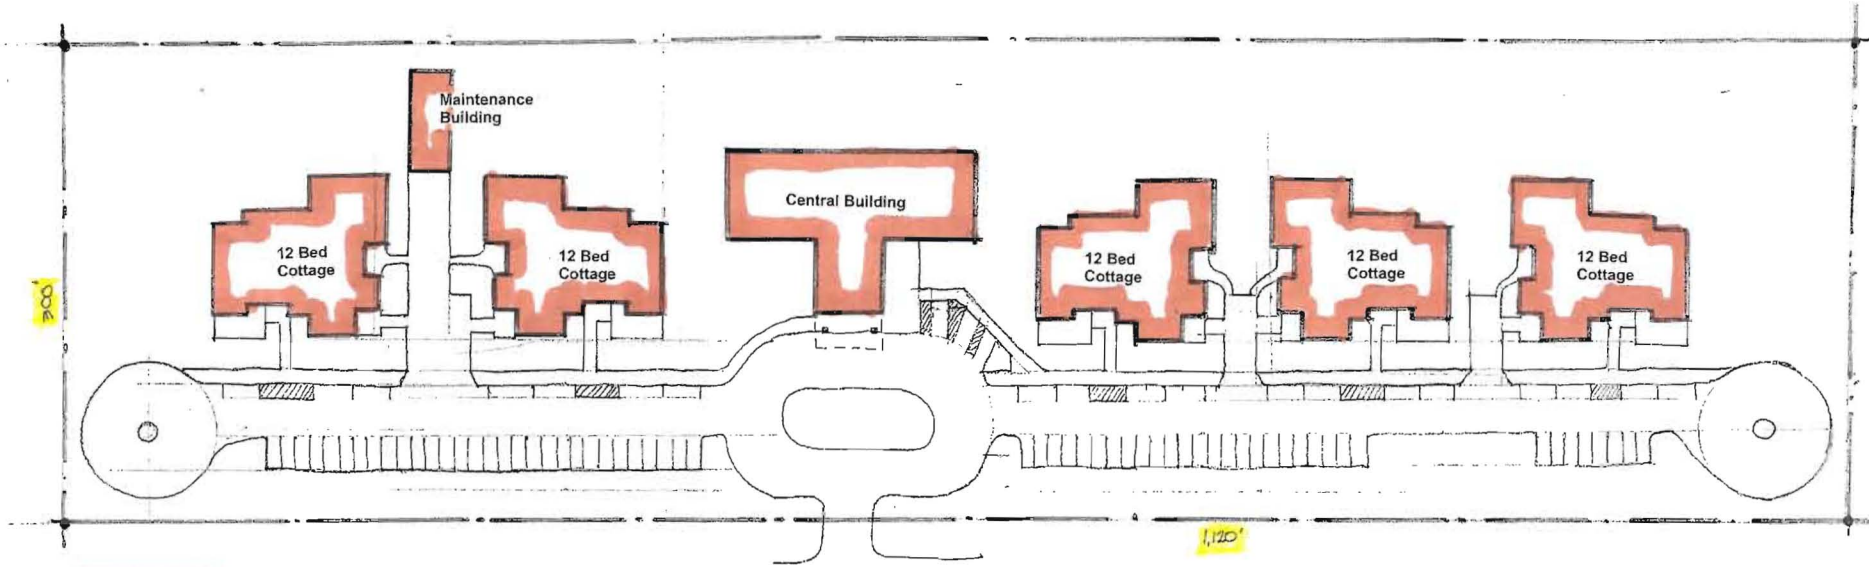 Maintenance
Building
Central Building
12 Bed
Cottage
12 Bed
Cottage
12 Bed
Cottage
12 Bed
Cottage
12 Bed
Cottage
300'
1,120'